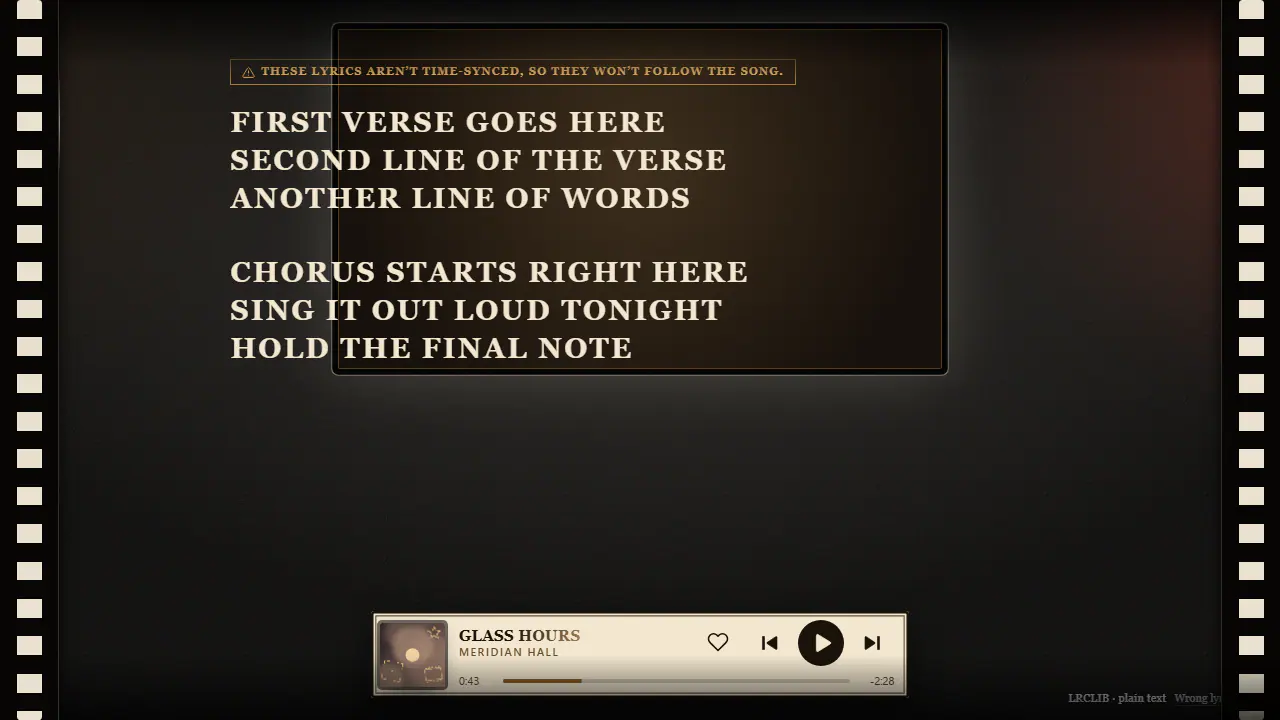 THESE LYRICS AREN'T TIME-SYNCED, SO THEY WON'T FOLLOW THE SONG.
FIRST VERSE GOES HERE
SECOND LINE OF THE VERSE
ANOTHER LINE OF WORDS
CHORUS STARTS RIGHT HERE
SING IT OUT LOUD TONIGHT
HOLD THE FINAL NOTE
GLASS HOURS
MERIDIAN HALL
0:43
-2:28
LRCLIB · plain text Wrong